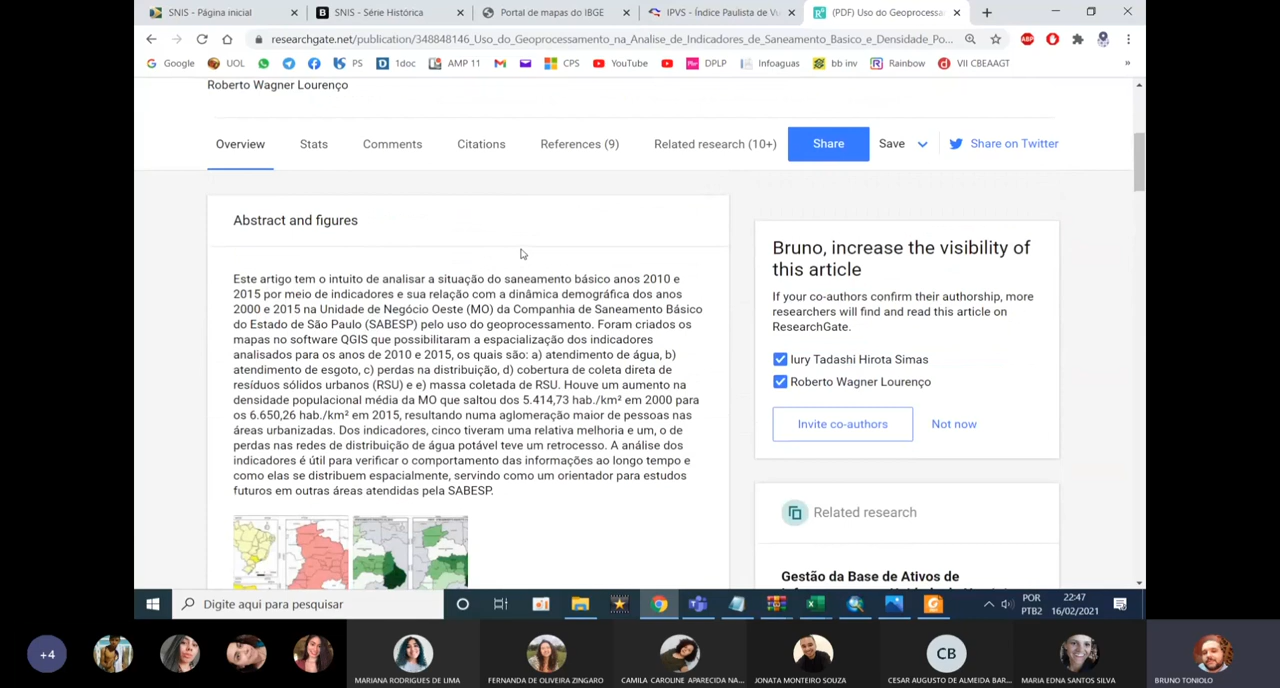 SNIS - Página inicial
SNIS - Série Histórica
Portal de mapas do IBGE
IPVS - Índice Paulista de Vu
(PDF) Uso do Geoprocessa
researchgate.net/publication/348848146_Uso_do_Geoprocessamento_na_Analise_de_Indicadores_de_Saneamento_Basico_e_Densidade_Po...
Google
UOL
PS
1doc
AMP 11
CPS
YouTube
DPLP
Infoaguas
bb inv
Rainbow
VII CBEAAGT
»
Roberto Wagner Lourenço
Overview
Stats
Comments
Citations
References (9)
Related research (10+)
Share
Save
Share on Twitter
Abstract and figures
Este artigo tem o intuito de analisar a situação do saneamento básico anos 2010 e
2015 por meio de indicadores e sua relação com a dinâmica demográfica dos anos
2000 e 2015 na Unidade de Negócio Oeste (MO) da Companhia de Saneamento Básico
do Estado de São Paulo (SABESP) pelo uso do geoprocessamento. Foram criados os
mapas no software QGIS que possibilitaram a espacialização dos indicadores
analisados para os anos de 2010 e 2015, os quais são: a) atendimento de água, b)
atendimento de esgoto, c) perdas na distribuição, d) cobertura de coleta direta de
resíduos sólidos urbanos (RSU) e e) massa coletada de RSU. Houve um aumento na
densidade populacional média da MO que saltou dos 5.414,73 hab./km² em 2000 para
os 6.650,26 hab./km² em 2015, resultando numa aglomeração maior de pessoas nas
áreas urbanizadas. Dos indicadores, cinco tiveram uma relativa melhoria e um, o de
perdas nas redes de distribuição de água potável teve um retrocesso. A análise dos
indicadores é útil para verificar o comportamento das informações ao longo tempo e
como elas se distribuem espacialmente, servindo como um orientador para estudos
futuros em outras áreas atendidas pela SABESP.
Bruno, increase the visibility of
this article
If your co-authors confirm their authorship, more
researchers will find and read this article on
ResearchGate.
Iury Tadashi Hirota Simas
Roberto Wagner Lourenço
Invite co-authors
Not now
Related research
Gestão da Base de Ativos de
Digite aqui para pesquisar
POR
PTB2
22:47
16/02/2021
+4
CB
MARIANA RODRIGUES DE LIMA
FERNANDA DE OLIVEIRA ZINGARO
CAMILA CAROLINE APARECIDA NA...
JONATA MONTEIRO SOUZA
CESAR AUGUSTO DE ALMEIDA BAR...
MARIA EDNA SANTOS SILVA
BRUNO TONIOLO